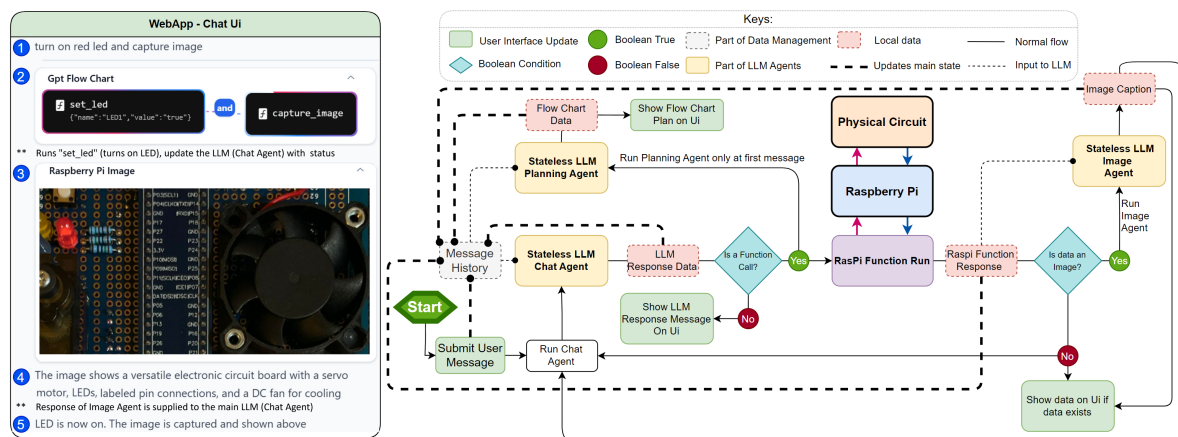 WebApp - Chat Ui
1 turn on red led and capture image
2 Gpt Flow Chart
set_led
{"name":"LED1","value":"true"}
and
capture_image
** Runs "set_led" (turns on LED), update the LLM (Chat Agent) with status
3 Raspberry Pi Image
4 The image shows a versatile electronic circuit board with a servo
motor, LEDs, labeled pin connections, and a DC fan for cooling
** Response of Image Agent is supplied to the main LLM (Chat Agent)
5 LED is now on. The image is captured and shown above
Keys:
User Interface Update
Boolean True
Part of Data Management
Local data
Normal flow
Boolean Condition
Boolean False
Part of LLM Agents
Updates main state
Input to LLM
Flow Chart
Data
Show Flow Chart
Plan on Ui
Physical Circuit
Image Caption
Stateless LLM
Planning Agent
Run Planning Agent only at first message
Raspberry Pi
Stateless LLM
Image
Agent
Run
Image
Agent
Message
History
Stateless LLM
Chat Agent
LLM
Response Data
Is a Function
Call?
Yes
RasPi Function Run
Raspi Function
Response
Is data an
Image?
Yes
Start
Show LLM
Response Message
On Ui
No
Submit User
Message
Run Chat
Agent
No
Show data on Ui if
data exists